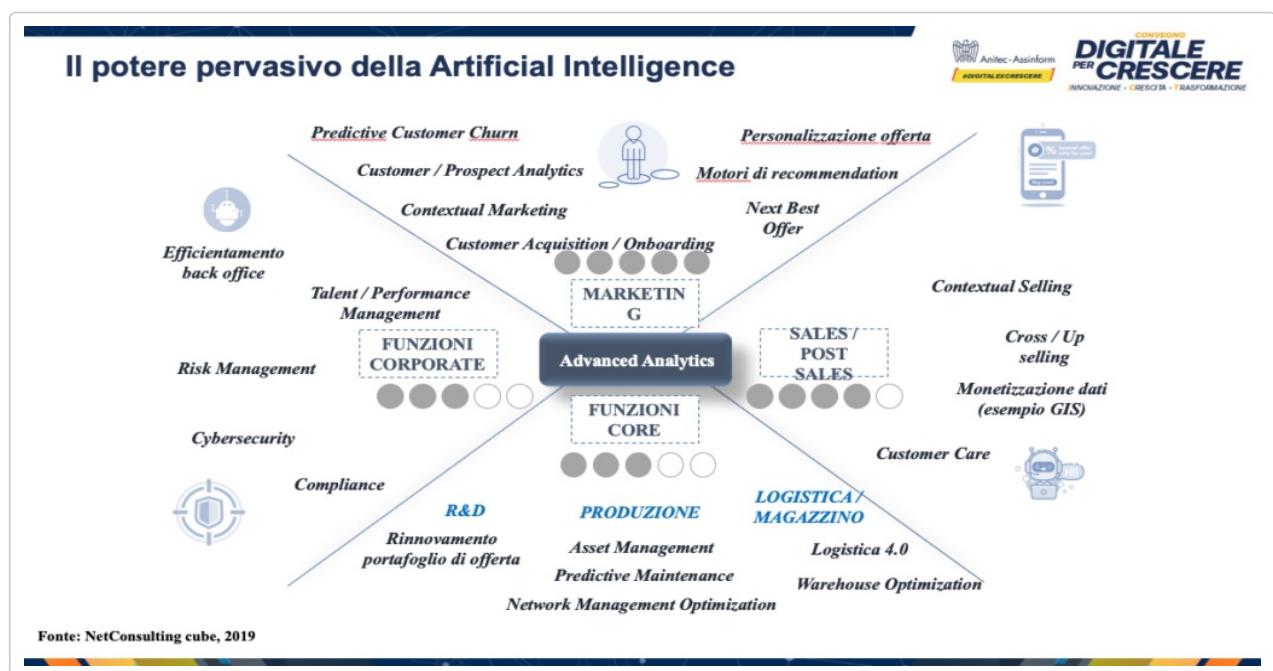 Il potere pervasivo della Artificial Intelligence
Anitec-Assinform
#DIGITALEXCRESCERE
CONVEGNO
DIGITALE
PER CRESCERE
INNOVAZIONE • CRESCITA • TRASFORMAZIONE
Predictive Customer Churn
Customer / Prospect Analytics
Contextual Marketing
Customer Acquisition / Onboarding
Personalizzazione offerta
Motori di recommendation
Next Best
Offer
%
Special offer
Efficientamento
back office
Talent / Performance
Management
Risk Management
Cybersecurity
Compliance
FUNZIONI
CORPORATE
MARKETIN
G
Advanced Analytics
SALES /
POST
SALES
FUNZIONI
CORE
Contextual Selling
Cross / Up
selling
Monetizzazione dati
(esempio GIS)
Customer Care
R&D
Rinnovamento
portafoglio di offerta
PRODUZIONE
Asset Management
Predictive Maintenance
Network Management Optimization
LOGISTICA /
MAGAZZINO
Logistica 4.0
Warehouse Optimization
Fonte: NetConsulting cube, 2019